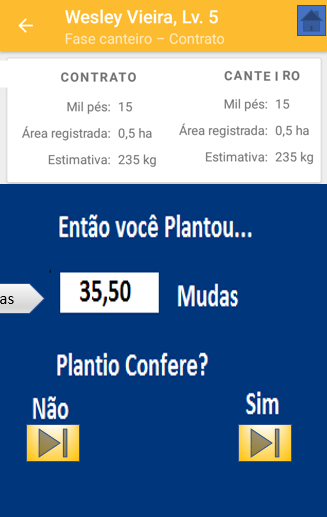 Wesley Vieira, Lv. 5
Fase canteiro – Contrato
CONTRATO
Mil pés: 15
Área registrada: 0,5 ha
Estimativa: 235 kg
CANTEIRO
Mil pés: 15
Área registrada: 0,5 ha
Estimativa: 235 kg
Então você Plantou...
as
35,50 Mudas
Plantio Confere?
Não
Sim